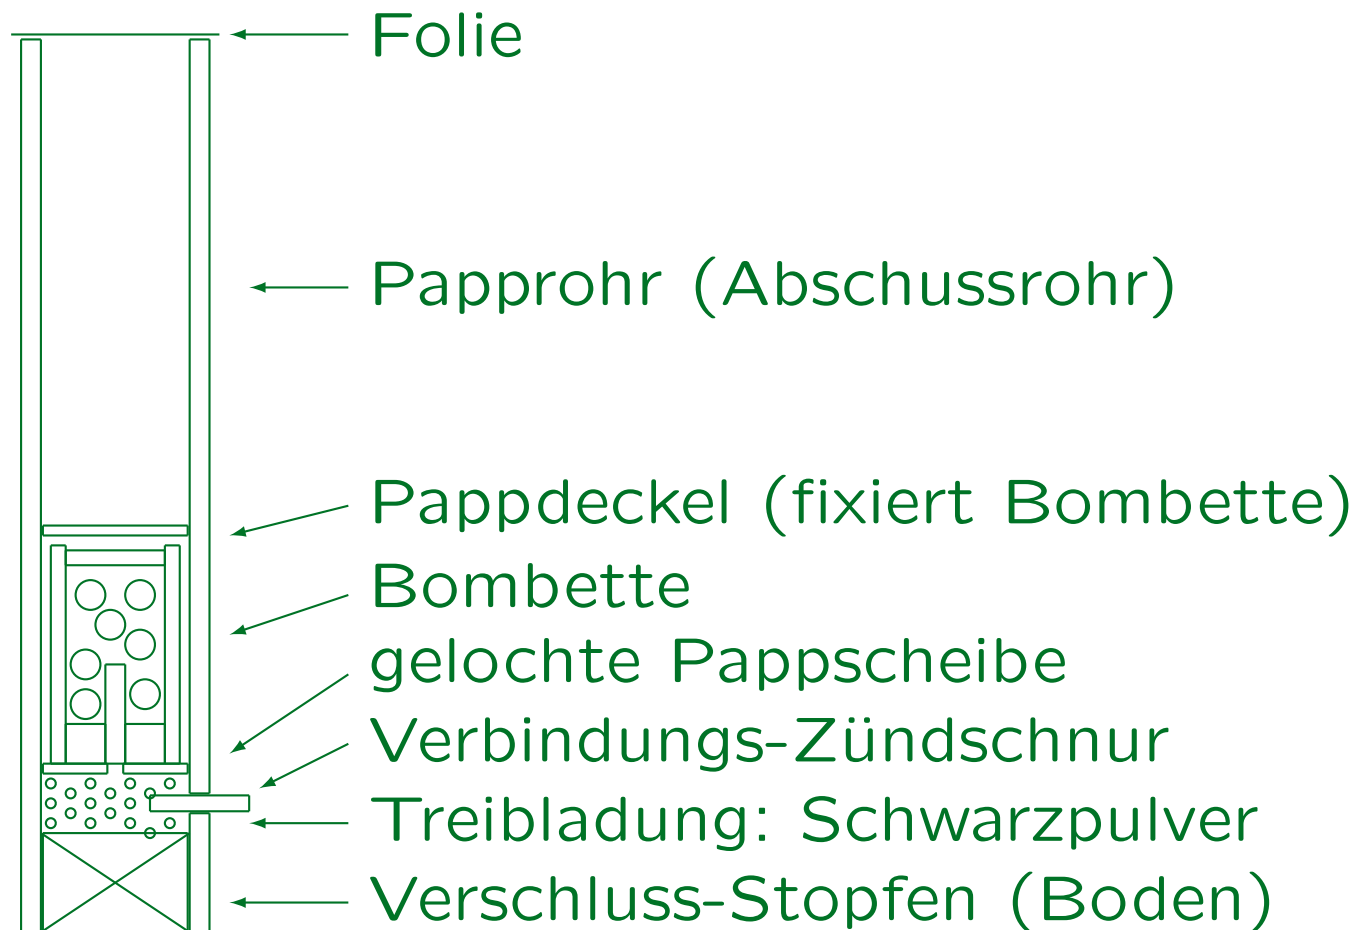 Folie
Papprohr (Abschussrohr)
Pappdeckel (fixiert Bombette)
Bombette
gelochte Pappscheibe
Verbindungs-Zündschnur
Treibladung: Schwarzpulver
Verschluss-Stopfen (Boden)